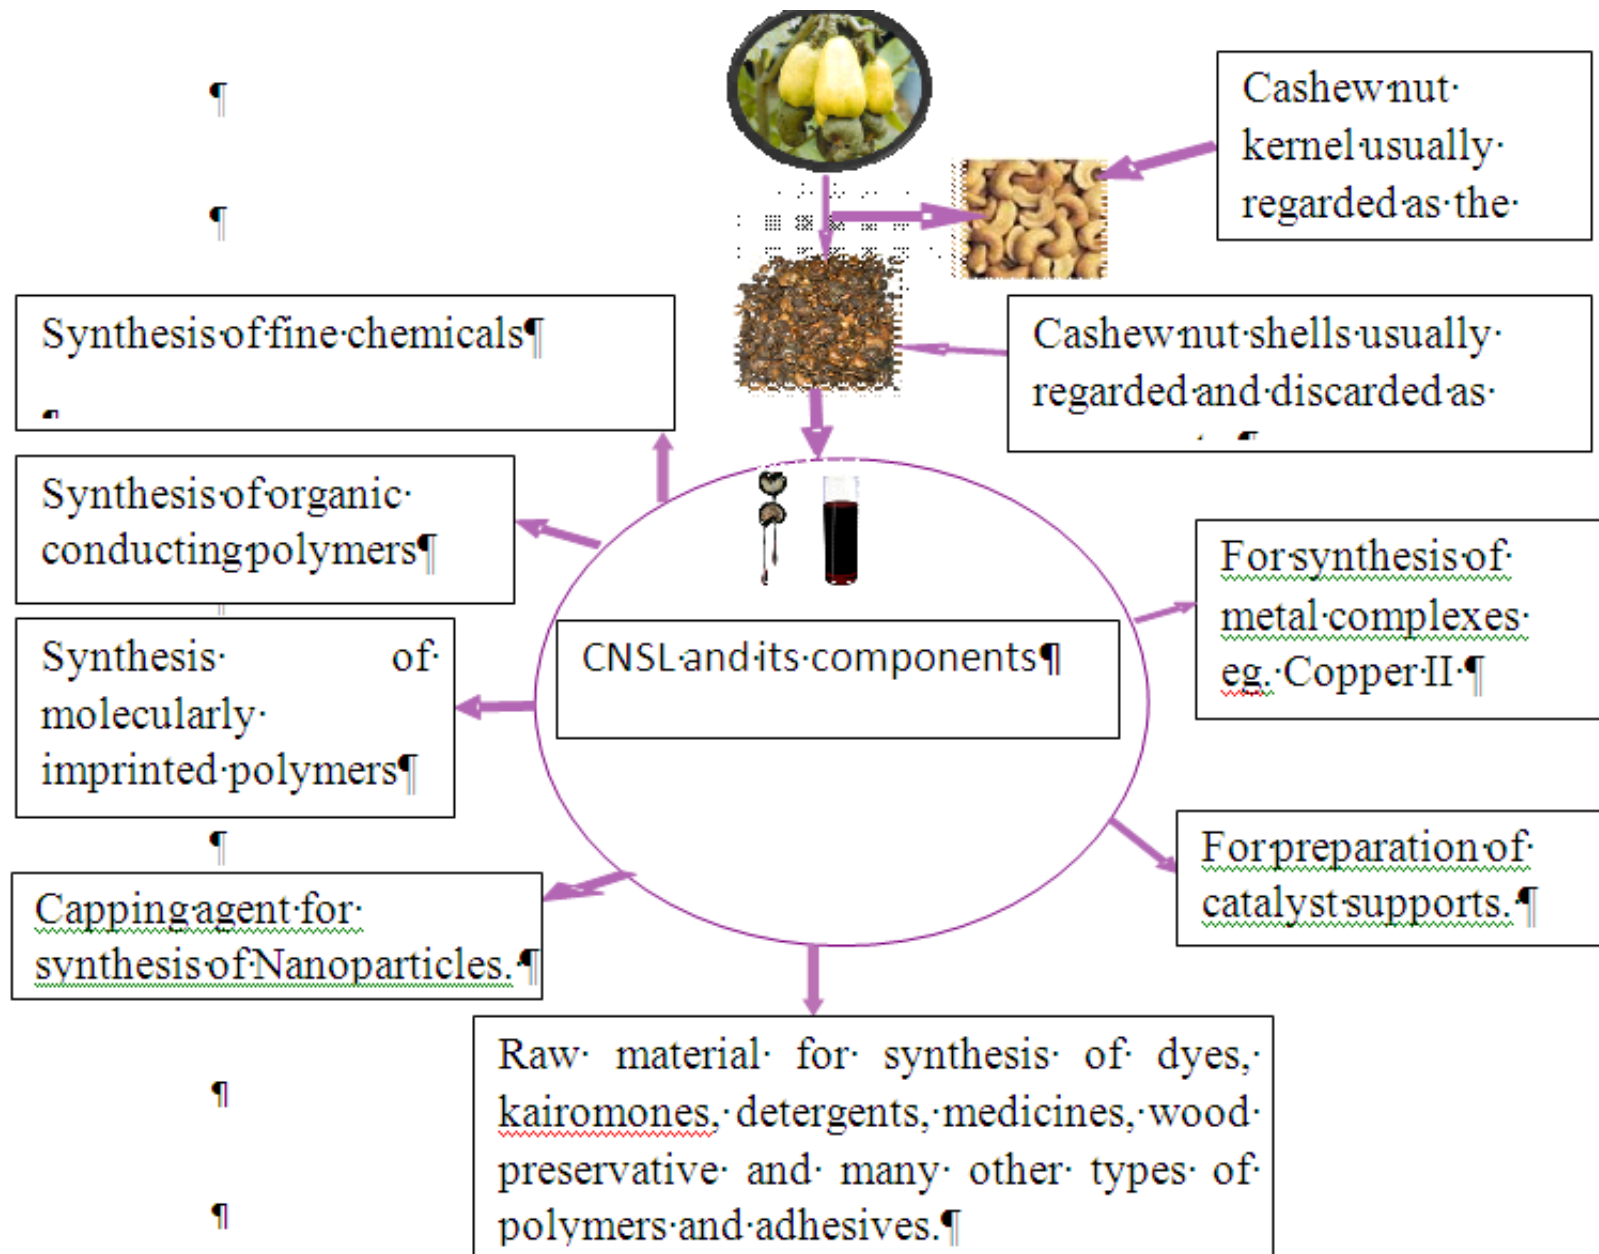 Cashew nut
kernel usually
regarded as the
Synthesis of fine chemicals¶
Cashew nut shells usually
regarded and discarded as
Synthesis of organic
conducting polymers¶
For synthesis of
metal complexes
eg. Copper II ¶
Synthesis of
molecularly
imprinted polymers¶
CNSL and its components¶
For preparation of
catalyst supports. ¶
Capping agent for
synthesis of Nanoparticles. ¶
Raw material for synthesis of dyes,
kairomones, detergents, medicines, wood
preservative and many other types of
polymers and adhesives.¶